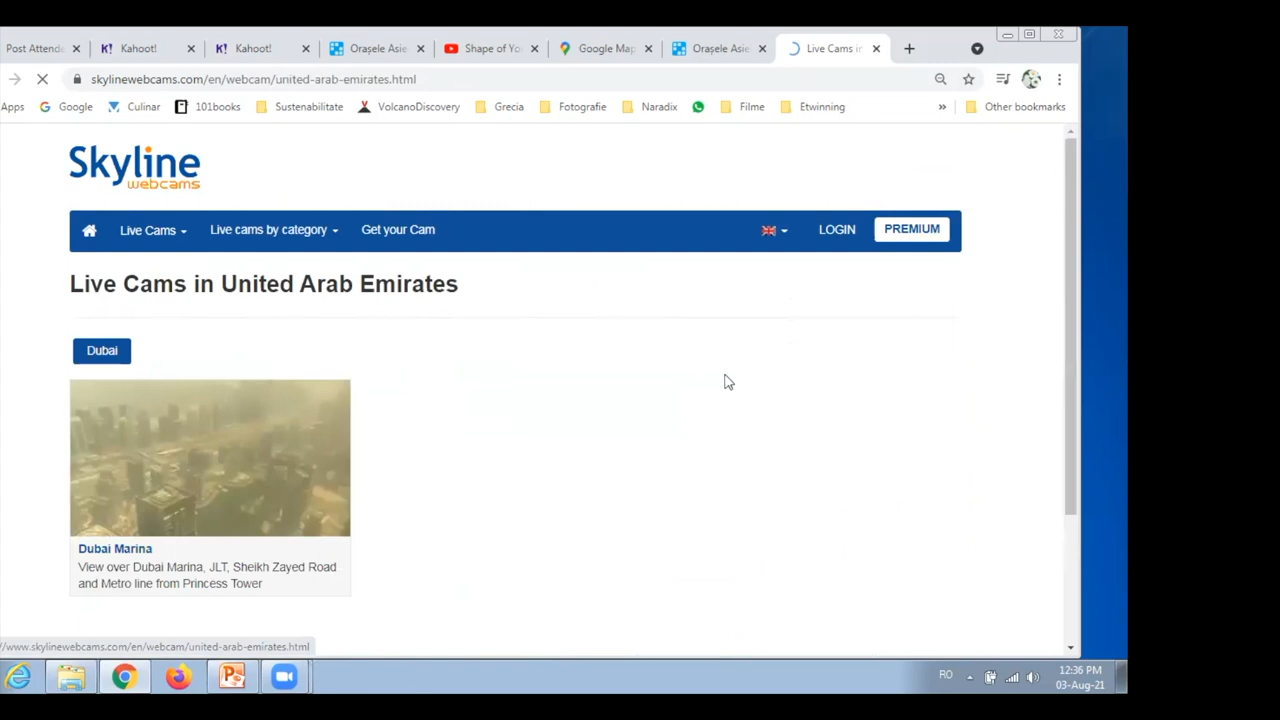 Post Attende
Kahoot!
Kahoot!
Orașele Asie
Shape of Yo
Google Map
Orașele Asie
Live Cams in
skylinewebcams.com/en/webcam/united-arab-emirates.html
Apps
Google
Culinar
101books
Sustenabilitate
VolcanoDiscovery
Grecia
Fotografie
Naradix
Filme
Etwinning
»
Other bookmarks
Skyline
webcams
Live Cams
Live cams by category
Get your Cam
LOGIN
PREMIUM
Live Cams in United Arab Emirates
Dubai
Dubai Marina
View over Dubai Marina, JLT, Sheikh Zayed Road
and Metro line from Princess Tower
//www.skylinewebcams.com/en/webcam/united-arab-emirates.html
RO
12:36 PM
03-Aug-21